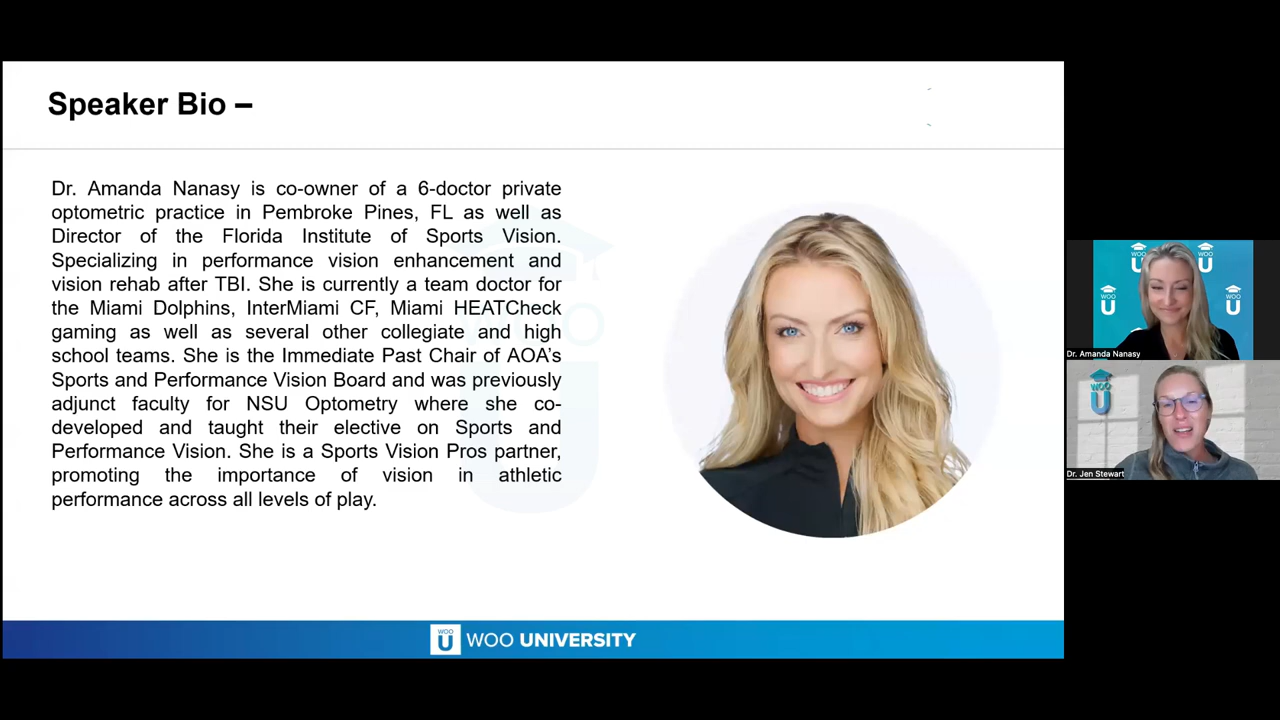 Speaker Bio –
Dr. Amanda Nanasy is co-owner of a 6-doctor private
optometric practice in Pembroke Pines, FL as well as
Director of the Florida Institute of Sports Vision.
Specializing in performance vision enhancement and
vision rehab after TBI. She is currently a team doctor for
the Miami Dolphins, InterMiami CF, Miami HEATCheck
gaming as well as several other collegiate and high
school teams. She is the Immediate Past Chair of AOA's
Sports and Performance Vision Board and was previously
adjunct faculty for NSU Optometry where she co-
developed and taught their elective on Sports and
Performance Vision. She is a Sports Vision Pros partner,
promoting the importance of vision in athletic
performance across all levels of play.
WOO
U
WOO UNIVERSITY
WOO
U
WOO
U
WOO
U
WOO
U
Dr. Amanda Nanasy
WOO
U
Dr. Jen Stewart